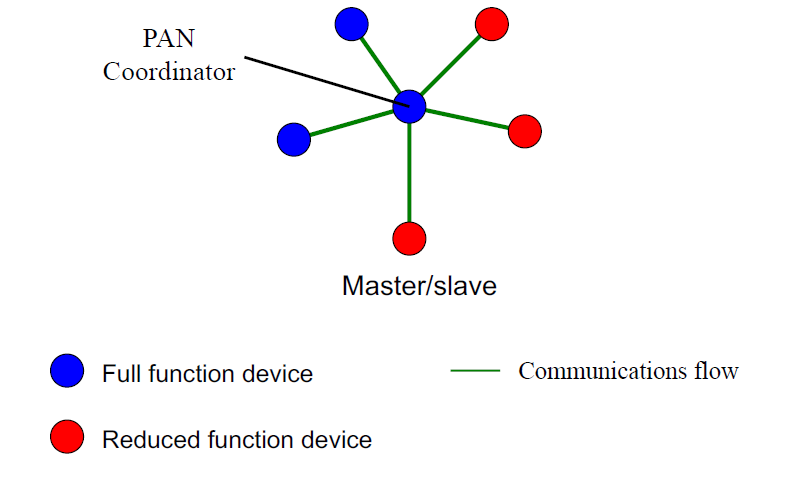 PAN
Coordinator
Master/slave
Full function device
Communications flow
Reduced function device